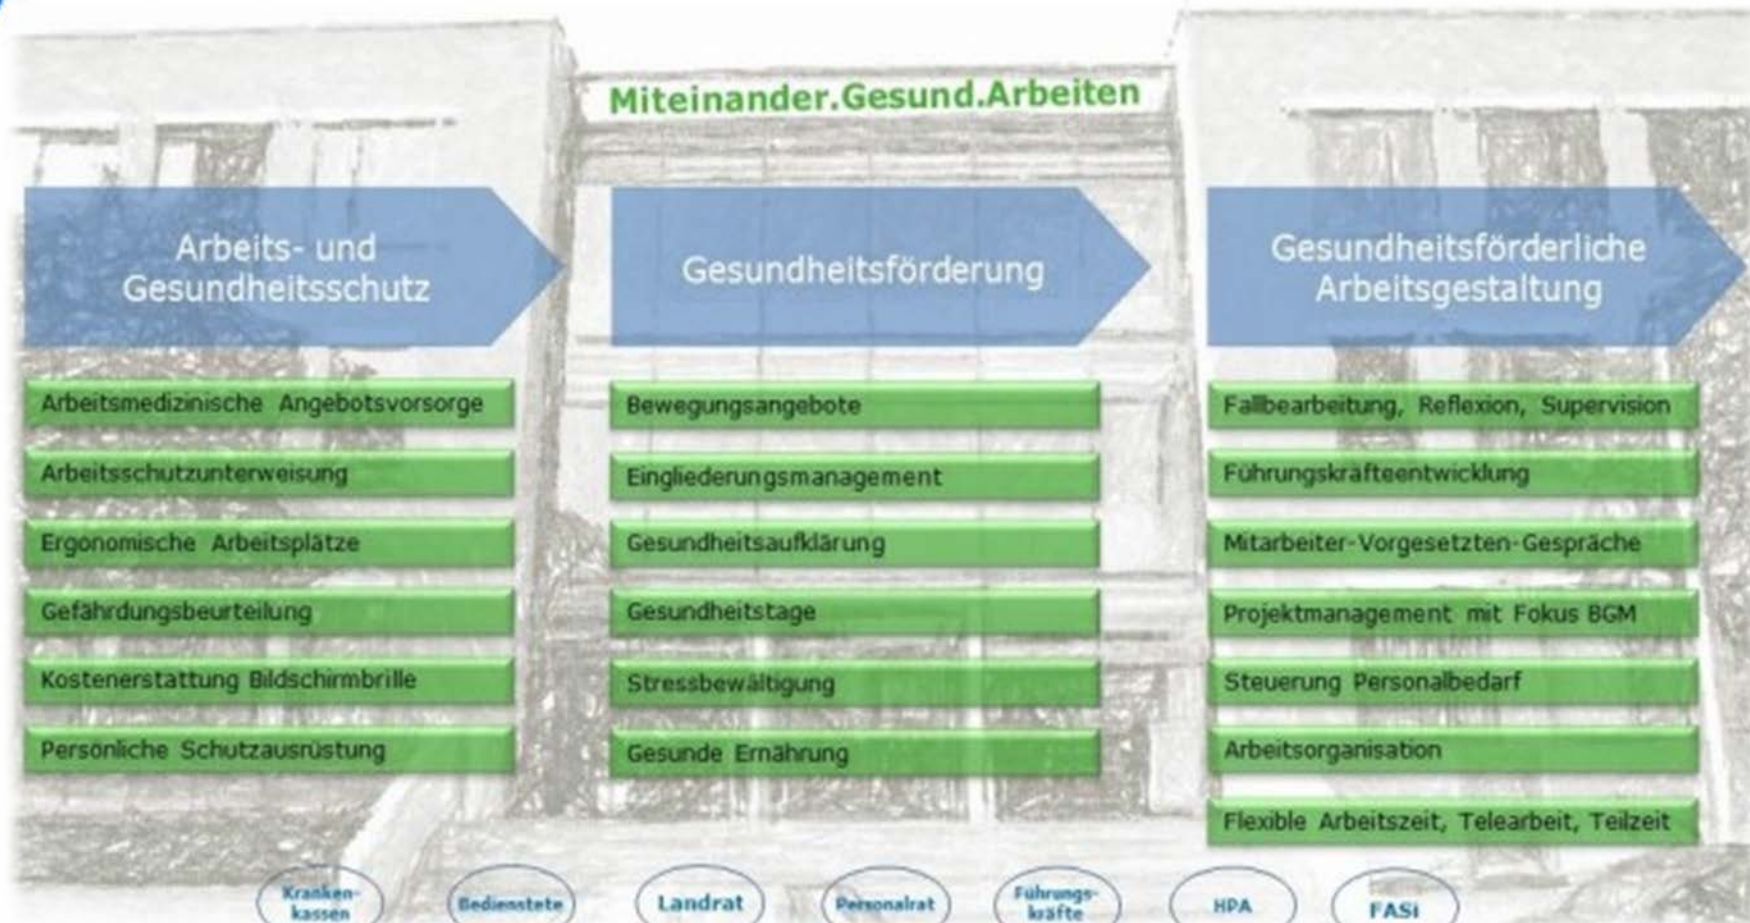 Miteinander.Gesund.Arbeiten
Arbeits- und
Gesundheitsschutz
Arbeitsmedizinische Angebotsvorsorge
Arbeitsschutzunterweisung
Ergonomische Arbeitsplätze
Gefährdungsbeurteilung
Kostenerstattung Bildschirmbrille
Persönliche Schutzausrüstung
Gesundheitsförderung
Bewegungsangebote
Eingliederungsmanagement
Gesundheitsaufklärung
Gesundheitstage
Stressbewältigung
Gesunde Ernährung
Gesundheitsförderliche
Arbeitsgestaltung
Fallbearbeitung, Reflexion, Supervision
Führungskräfteentwicklung
Mitarbeiter-Vorgesetzten-Gespräche
Projektmanagement mit Fokus BGM
Steuerung Personalbedarf
Arbeitsorganisation
Flexible Arbeitszeit, Telearbeit, Teilzeit
Kranken-
kassen
Bedienstete
Landrat
Personalrat
Führungs-
kräfte
HPA
FASi